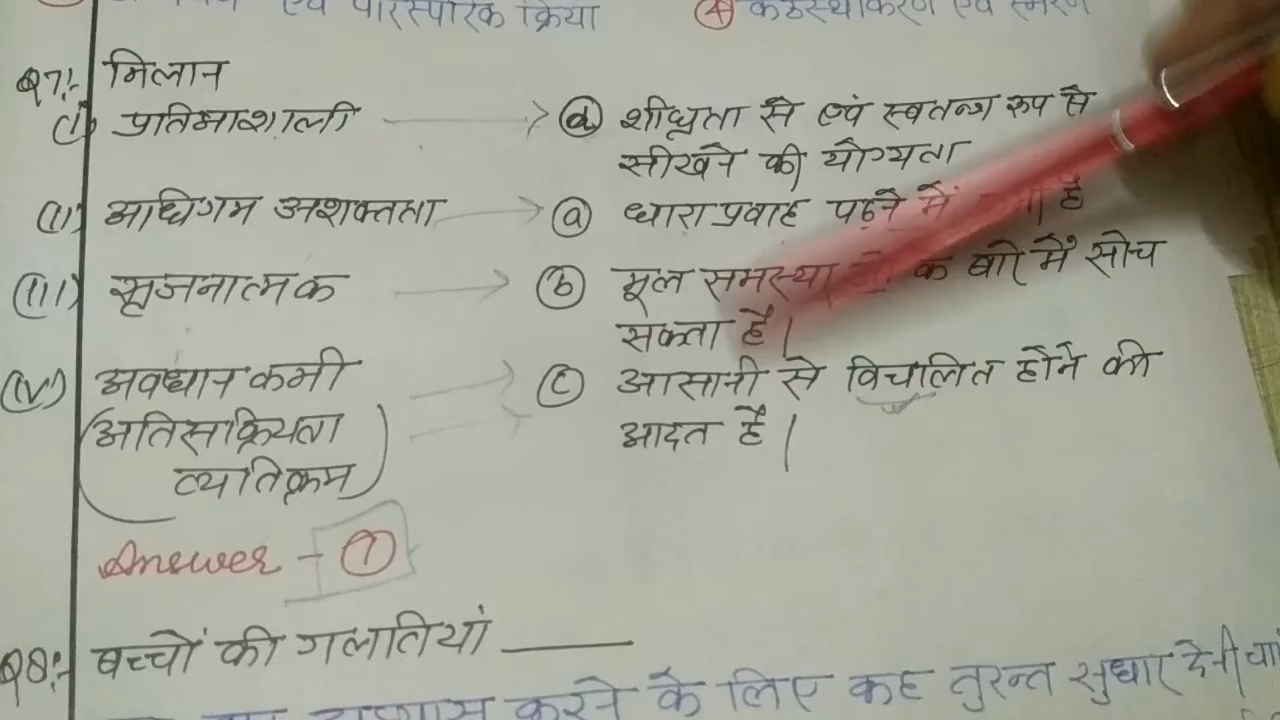 एवं पारस्परिक क्रिया
④ कंठस्थीकरण एवं स्मरण
Q7:- मिलान
(i) प्रतिभाशाली → ⓓ शीघ्रता से एवं स्वतन्त्र रूप से
सीखने की योग्यता
(ii) अधिगम अशक्तता → ⓐ धाराप्रवाह पढ़ने में है
(iii) सृजनात्मक → ⓑ मूल समस्या के बारे में सोच
सकता है।
(iv) अवधान कमी → ⓒ आसानी से विचलित होने की
(अतिसक्रियता → आदत है।
व्यतिक्रम)
Answer - ①
Q8:- बच्चों की गलतियां ____
करने के लिए कह तुरन्त सुधार देनी